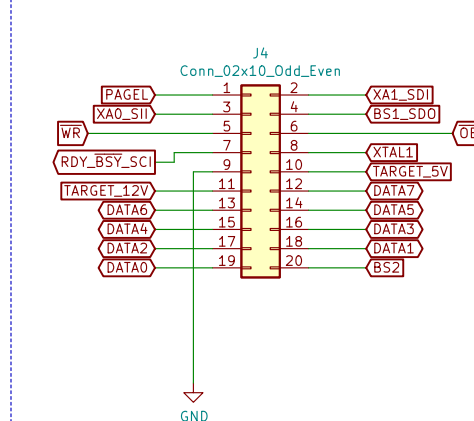 J4
Conn_02x10_Odd_Even
PAGEL 1 2 XA1_SDI
XA0_SII 3 4 BS1_SDO
WR 5 6 OE
RDY_BSY_SCI 7 8 XTAL1
9 10 TARGET_5V
TARGET_12V 11 12 DATA7
DATA6 13 14 DATA5
DATA4 15 16 DATA3
DATA2 17 18 DATA1
DATA0 19 20 BS2
GND